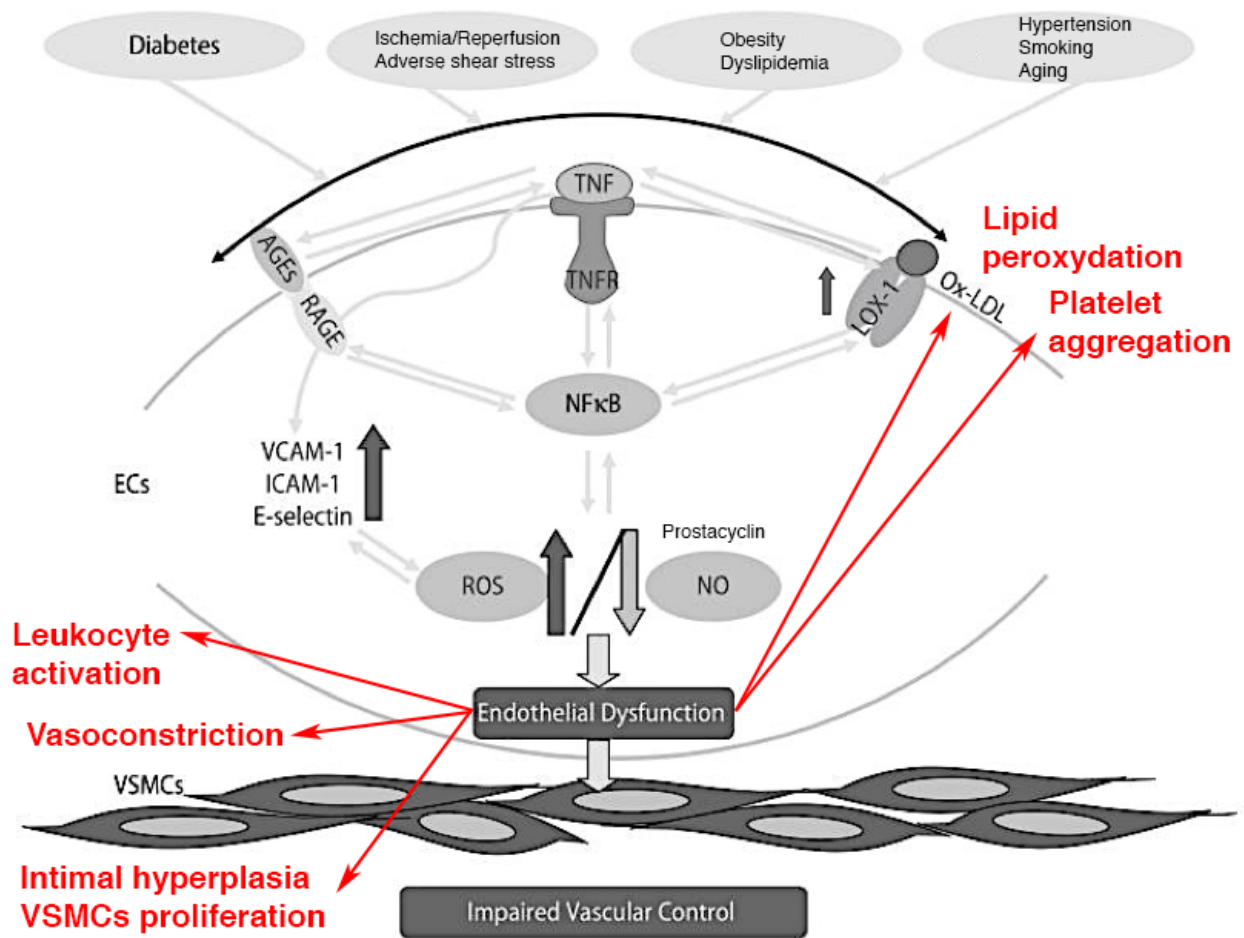 Diabetes
Ischemia/Reperfusion
Adverse shear stress
Obesity
Dyslipidemia
Hypertension
Smoking
Aging
TNF
TNFR
AGEs
RAGE
LOX-1
Ox-LDL
Lipid
peroxydation
Platelet
aggregation
NFκB
VCAM-1
ICAM-1
E-selectin
ECs
Prostacyclin
ROS
NO
Leukocyte
activation
Endothelial Dysfunction
Vasoconstriction
VSMCs
Intimal hyperplasia
VSMCs proliferation
Impaired Vascular Control